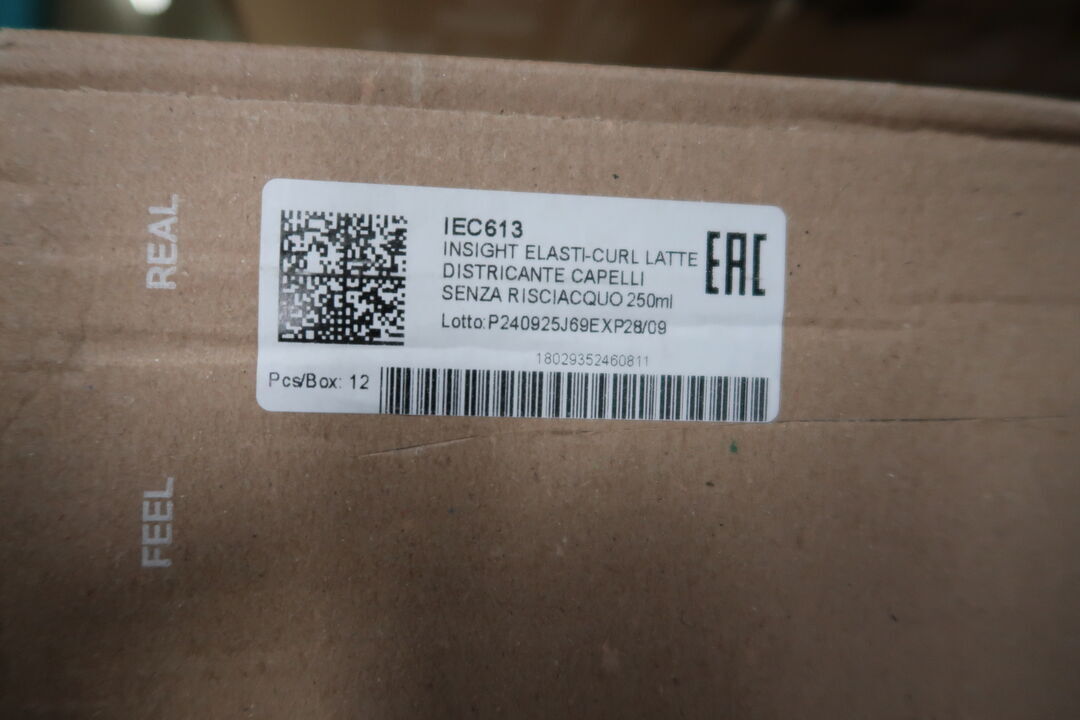 REAL
FEEL
IEC613
INSIGHT ELASTI-CURL LATTE
DISTRICANTE CAPELLI
SENZA RISCIACQUO 250ml
Lotto:P240925J69EXP28/09
EAC
18029352460811
Pcs/Box: 12